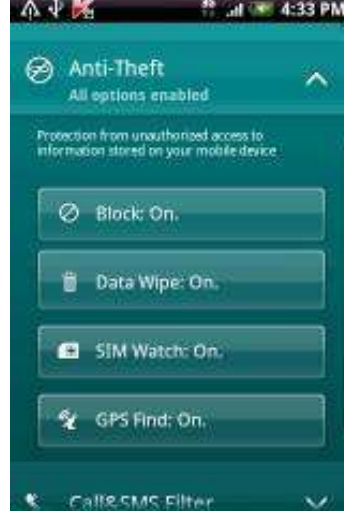 4:33 PM
Anti-Theft
All options enabled
Protection from unauthorized access to
information stored on your mobile device
Block: On.
Data Wipe: On.
SIM Watch: On.
GPS Find: On.
Call&SMS Filter